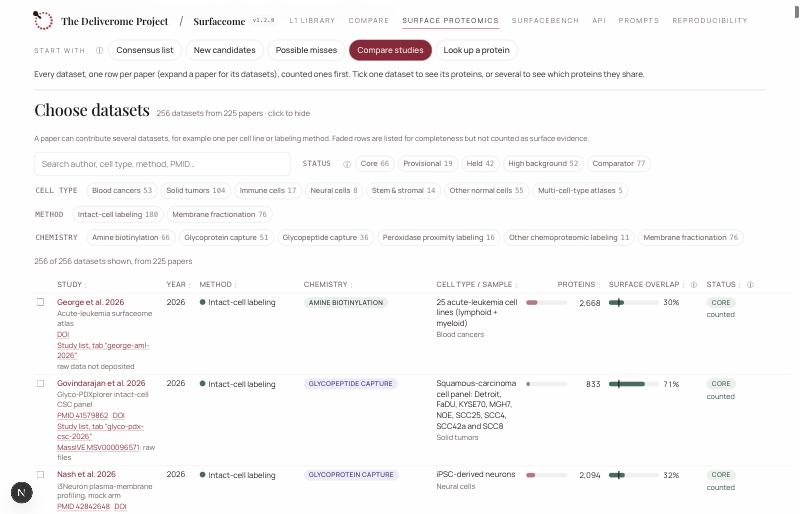 The Deliverome Project / Surfaceome v1.2.0 L1 LIBRARY COMPARE SURFACE PROTEOMICS SURFACEBENCH API PROMPTS REPRODUCIBILITY
START WITH ⓘ Consensus list New candidates Possible misses Compare studies Look up a protein
Every dataset, one row per paper (expand a paper for its datasets), counted ones first. Tick one dataset to see its proteins, or several to see which proteins they share.
Choose datasets 256 datasets from 225 papers · click to hide
A paper can contribute several datasets, for example one per cell line or labeling method. Faded rows are listed for completeness but not counted as surface evidence.
Search author, cell type, method, PMID... STATUS ⓘ Core 66 Provisional 19 Held 42 High background 52 Comparator 77
CELL TYPE Blood cancers 53 Solid tumors 104 Immune cells 17 Neural cells 8 Stem & stromal 14 Other normal cells 55 Multi-cell-type atlases 5
METHOD Intact-cell labeling 180 Membrane fractionation 76
CHEMISTRY Amine biotinylation 66 Glycoprotein capture 51 Glycopeptide capture 36 Peroxidase proximity labeling 16 Other chemoproteomic labeling 11 Membrane fractionation 76
256 of 256 datasets shown, from 225 papers
STUDY YEAR METHOD CHEMISTRY CELL TYPE / SAMPLE PROTEINS SURFACE OVERLAP ⓘ STATUS ⓘ
George et al. 2026 2026 Intact-cell labeling AMINE BIOTINYLATION 25 acute-leukemia cell 2,668 30% CORE
Acute-leukemia surfaceome lines (lymphoid + counted
atlas myeloid)
DOI Blood cancers
Study list, tab "george-aml-
2026"
raw data not deposited
Govindarajan et al. 2026 2026 Intact-cell labeling GLYCOPEPTIDE CAPTURE Squamous-carcinoma 833 71% CORE
Glyco-PDXplorer intact-cell cell panel: Detroit, counted
CSC panel FaDU, KYSE70, MGH7,
PMID 41579862 DOI NOE, SCC25, SCC4,
Study list, tab "glyco-pdx- SCC42a and SCC8
csc-2026" Solid tumors
MassIVE MSV000096571: raw
files
Nash et al. 2026 2026 Intact-cell labeling GLYCOPROTEIN CAPTURE iPSC-derived neurons 2,094 32% CORE
i3Neuron plasma-membrane Neural cells counted
profiling, mock arm
PMID 42842648 DOI
N